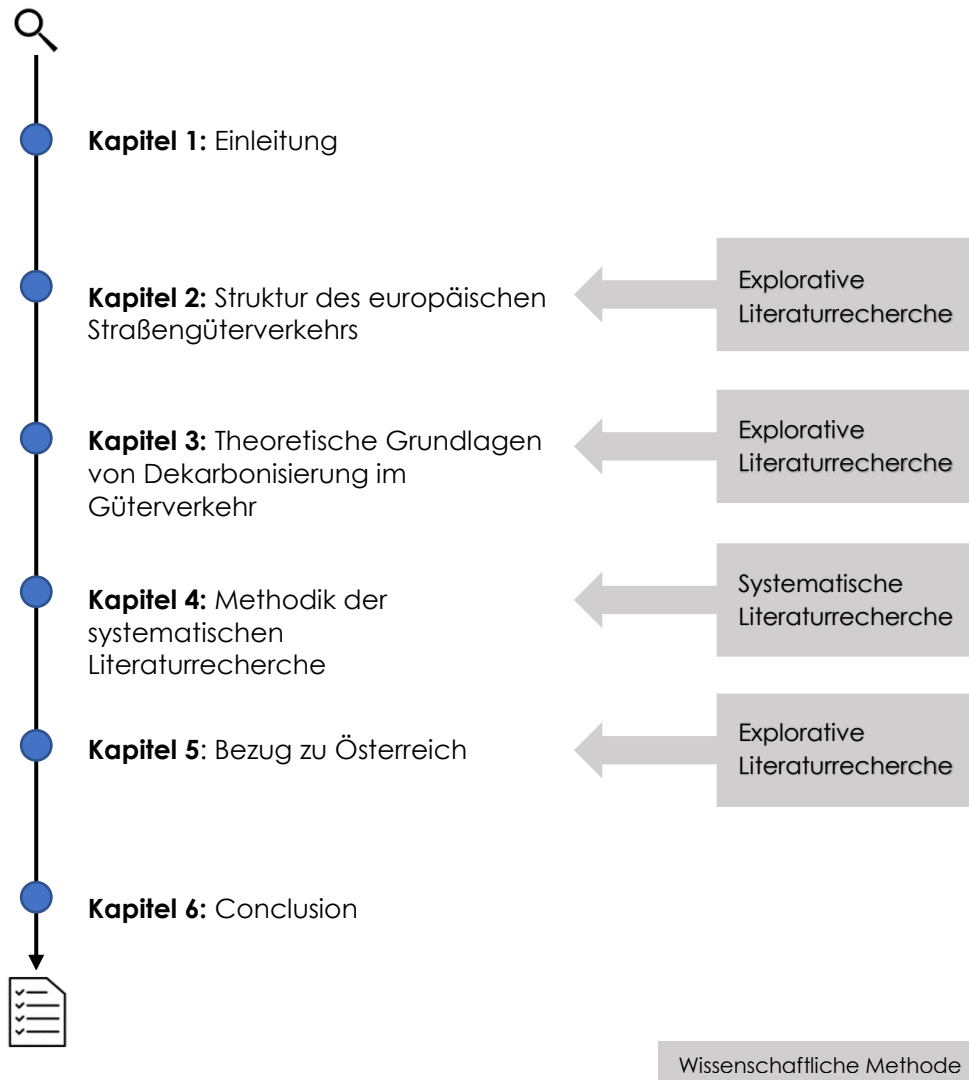 Kapitel 1: Einleitung
Kapitel 2: Struktur des europäischen
Straßengüterverkehrs
Explorative
Literaturrecherche
Kapitel 3: Theoretische Grundlagen
von Dekarbonisierung im
Güterverkehr
Explorative
Literaturrecherche
Kapitel 4: Methodik der
systematischen
Literaturrecherche
Systematische
Literaturrecherche
Kapitel 5: Bezug zu Österreich
Explorative
Literaturrecherche
Kapitel 6: Conclusion
Wissenschaftliche Methode